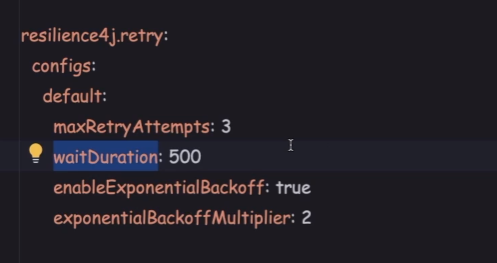 resilience4j.retry:
configs:
default:
maxRetryAttempts: 3
waitDuration: 500
enableExponentialBackoff: true
exponentialBackoffMultiplier: 2